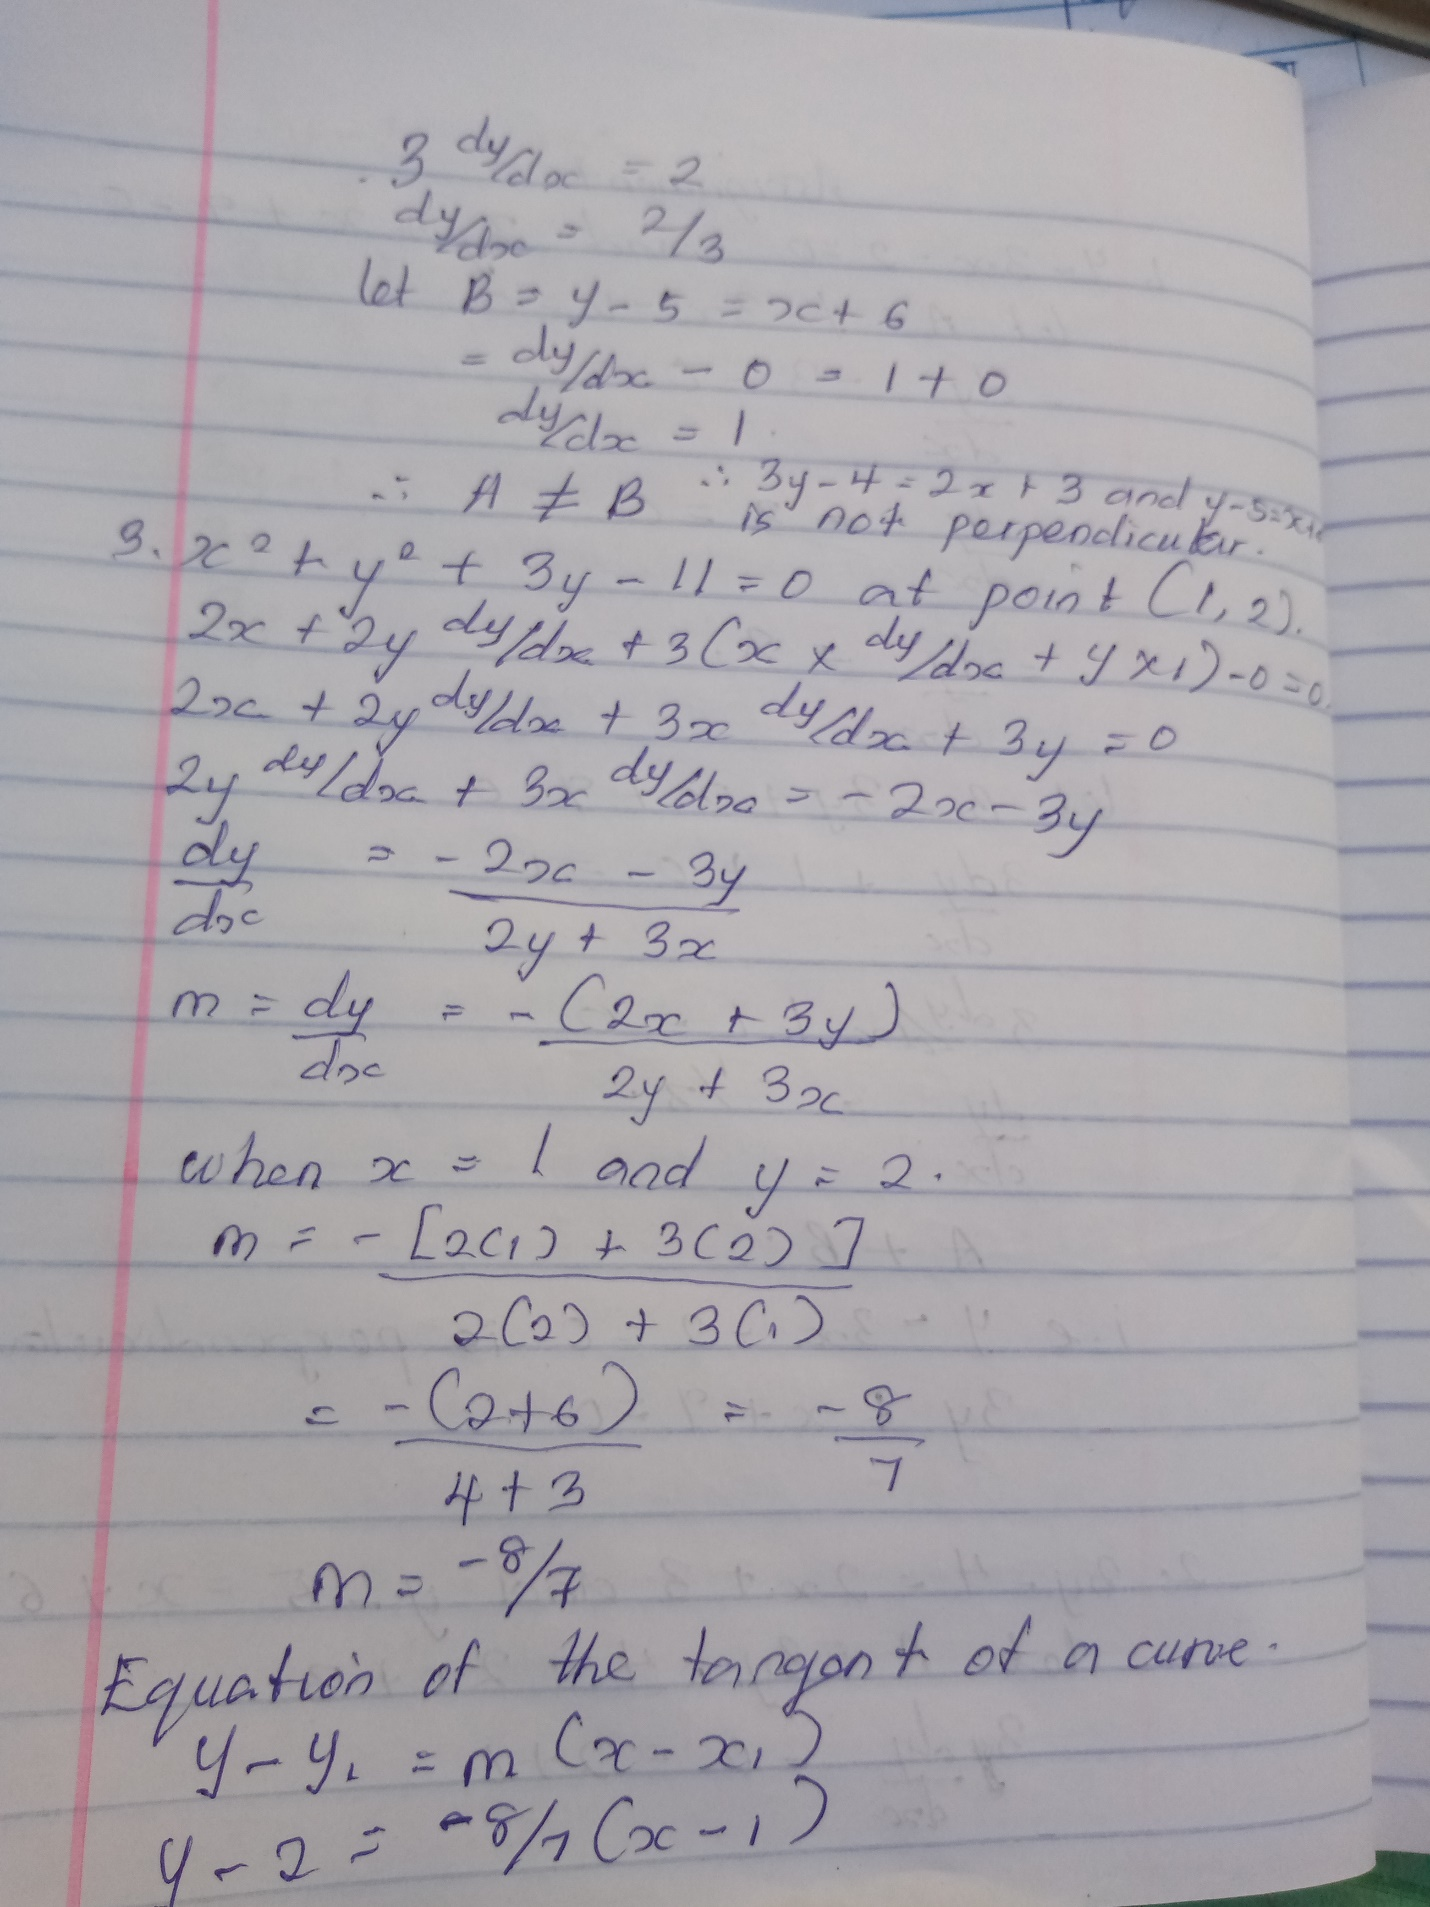 3 dy/dx = 2
dy/dx = 2/3
let B = y - 5 = x + 6
= dy/dx - 0 = 1 + 0
dy/dx = 1.
∴ A ≠ B ∴ 3y - 4 = 2x + 3 and y - 5 = x +
is not perpendicular.
3. x² + y² + 3y - 11 = 0 at point (1, 2).
2x + 2y dy/dx + 3(x × dy/dx + y × 1) - 0 = 0.
2x + 2y dy/dx + 3x dy/dx + 3y = 0
2y dy/dx + 3x dy/dx = -2x - 3y
dy/dx = -2x - 3y / 2y + 3x
m = dy/dx = -(2x + 3y) / 2y + 3x
when x = 1 and y = 2.
m = -[2(1) + 3(2)] / 2(2) + 3(1)
= -(2+6) / 4 + 3 = -8 / 7
m = -8/7
Equation of the tangent of a curve.
y - y₁ = m (x - x₁)
y - 2 = -8/7 (x - 1)